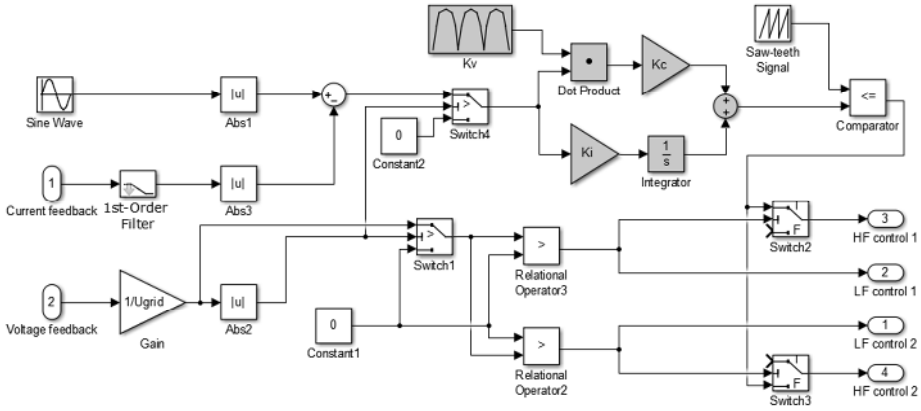 Kv
Saw-teeth
Signal
Kc
Dot Product
+
+
<=
Comparator
Sine Wave
|u|
Abs1
+
−
>
Switch4
0
Constant2
Ki
1
s
Integrator
1
Current feedback
1st-Order
Filter
|u|
Abs3
>
Switch1
T
F
Switch2
3
HF control 1
>
Relational
Operator3
2
LF control 1
2
Voltage feedback
1/Ugrid
Gain
|u|
Abs2
0
Constant1
>
Relational
Operator2
1
LF control 2
T
F
Switch3
4
HF control 2